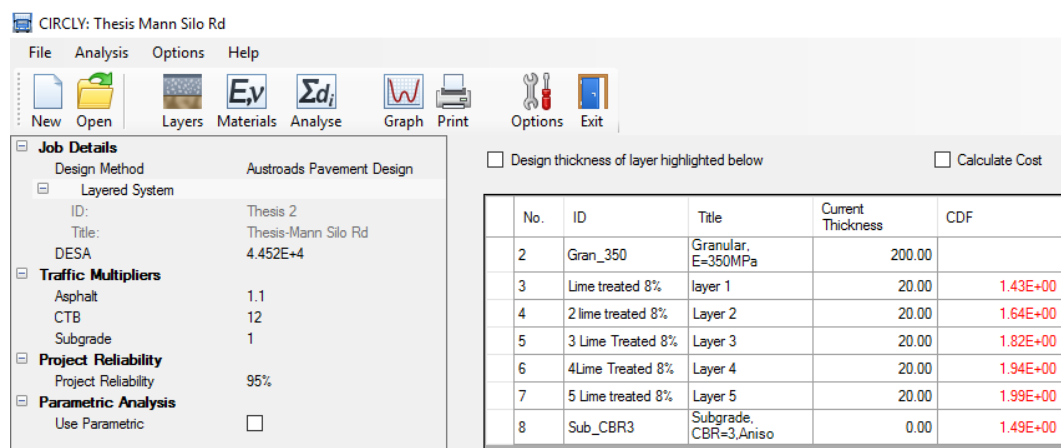 CIRCLY: Thesis Mann Silo Rd
File Analysis Options Help
E,v Σdi
New Open Layers Materials Analyse Graph Print Options Exit
Job Details
Design Method Austroads Pavement Design
Layered System
ID: Thesis 2
Title: Thesis-Mann Silo Rd
DESA 4.452E+4
Traffic Multipliers
Asphalt 1.1
CTB 12
Subgrade 1
Project Reliability
Project Reliability 95%
Parametric Analysis
Use Parametric
Design thickness of layer highlighted below Calculate Cost
No. ID Title Current Thickness CDF
2 Gran_350 Granular, E=350MPa 200.00
3 Lime treated 8% layer 1 20.00 1.43E+00
4 2 lime treated 8% Layer 2 20.00 1.64E+00
5 3 Lime Treated 8% Layer 3 20.00 1.82E+00
6 4Lime Treated 8% Layer 4 20.00 1.94E+00
7 5 Lime treated 8% Layer 5 20.00 1.99E+00
8 Sub_CBR3 Subgrade, CBR=3,Aniso 0.00 1.49E+00